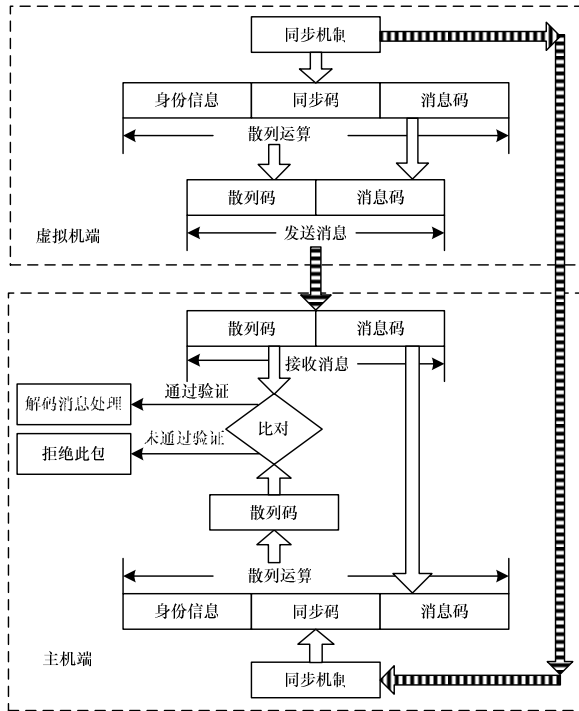 同步机制
身份信息 同步码 消息码
散列运算
散列码 消息码
发送消息
虚拟机端
散列码 消息码
接收消息
通过验证
解码消息处理
比对
未通过验证
拒绝此包
散列码
散列运算
身份信息 同步码 消息码
主机端
同步机制